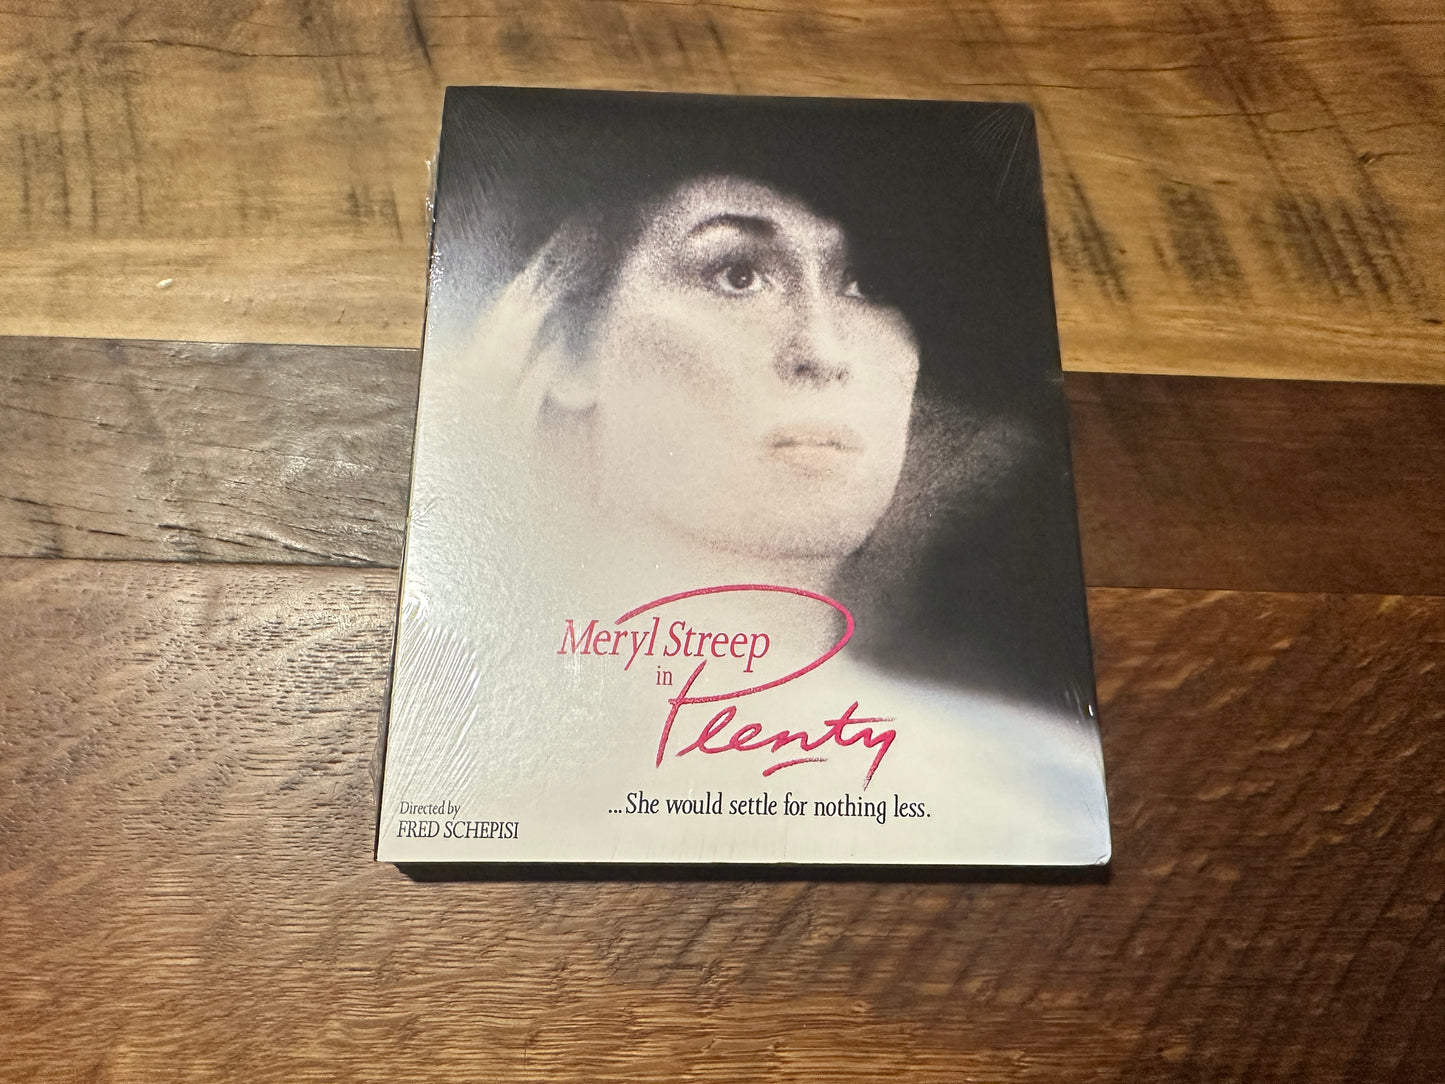 Meryl Streep
in
Plenty
...She would settle for nothing less.
Directed by
FRED SCHEPISI